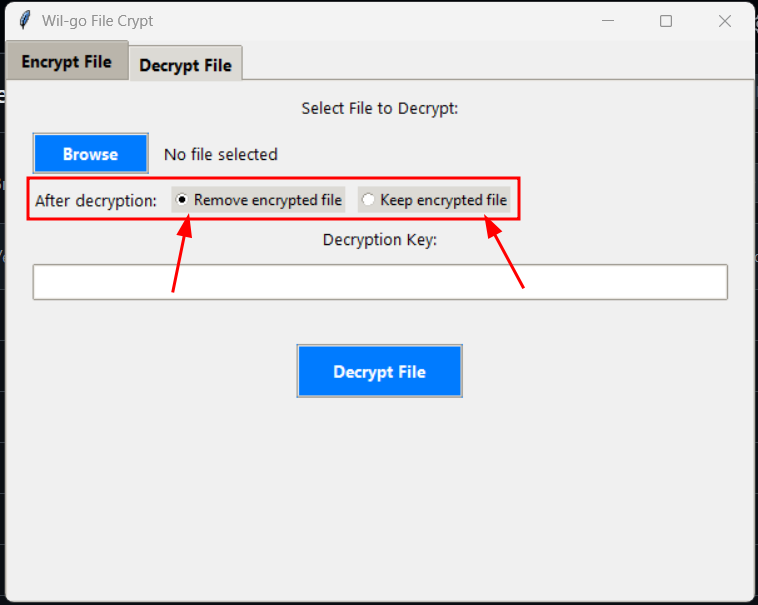 Wil-go File Crypt
Encrypt File Decrypt File
Select File to Decrypt:
Browse No file selected
After decryption: Remove encrypted file Keep encrypted file
Decryption Key:
Decrypt File